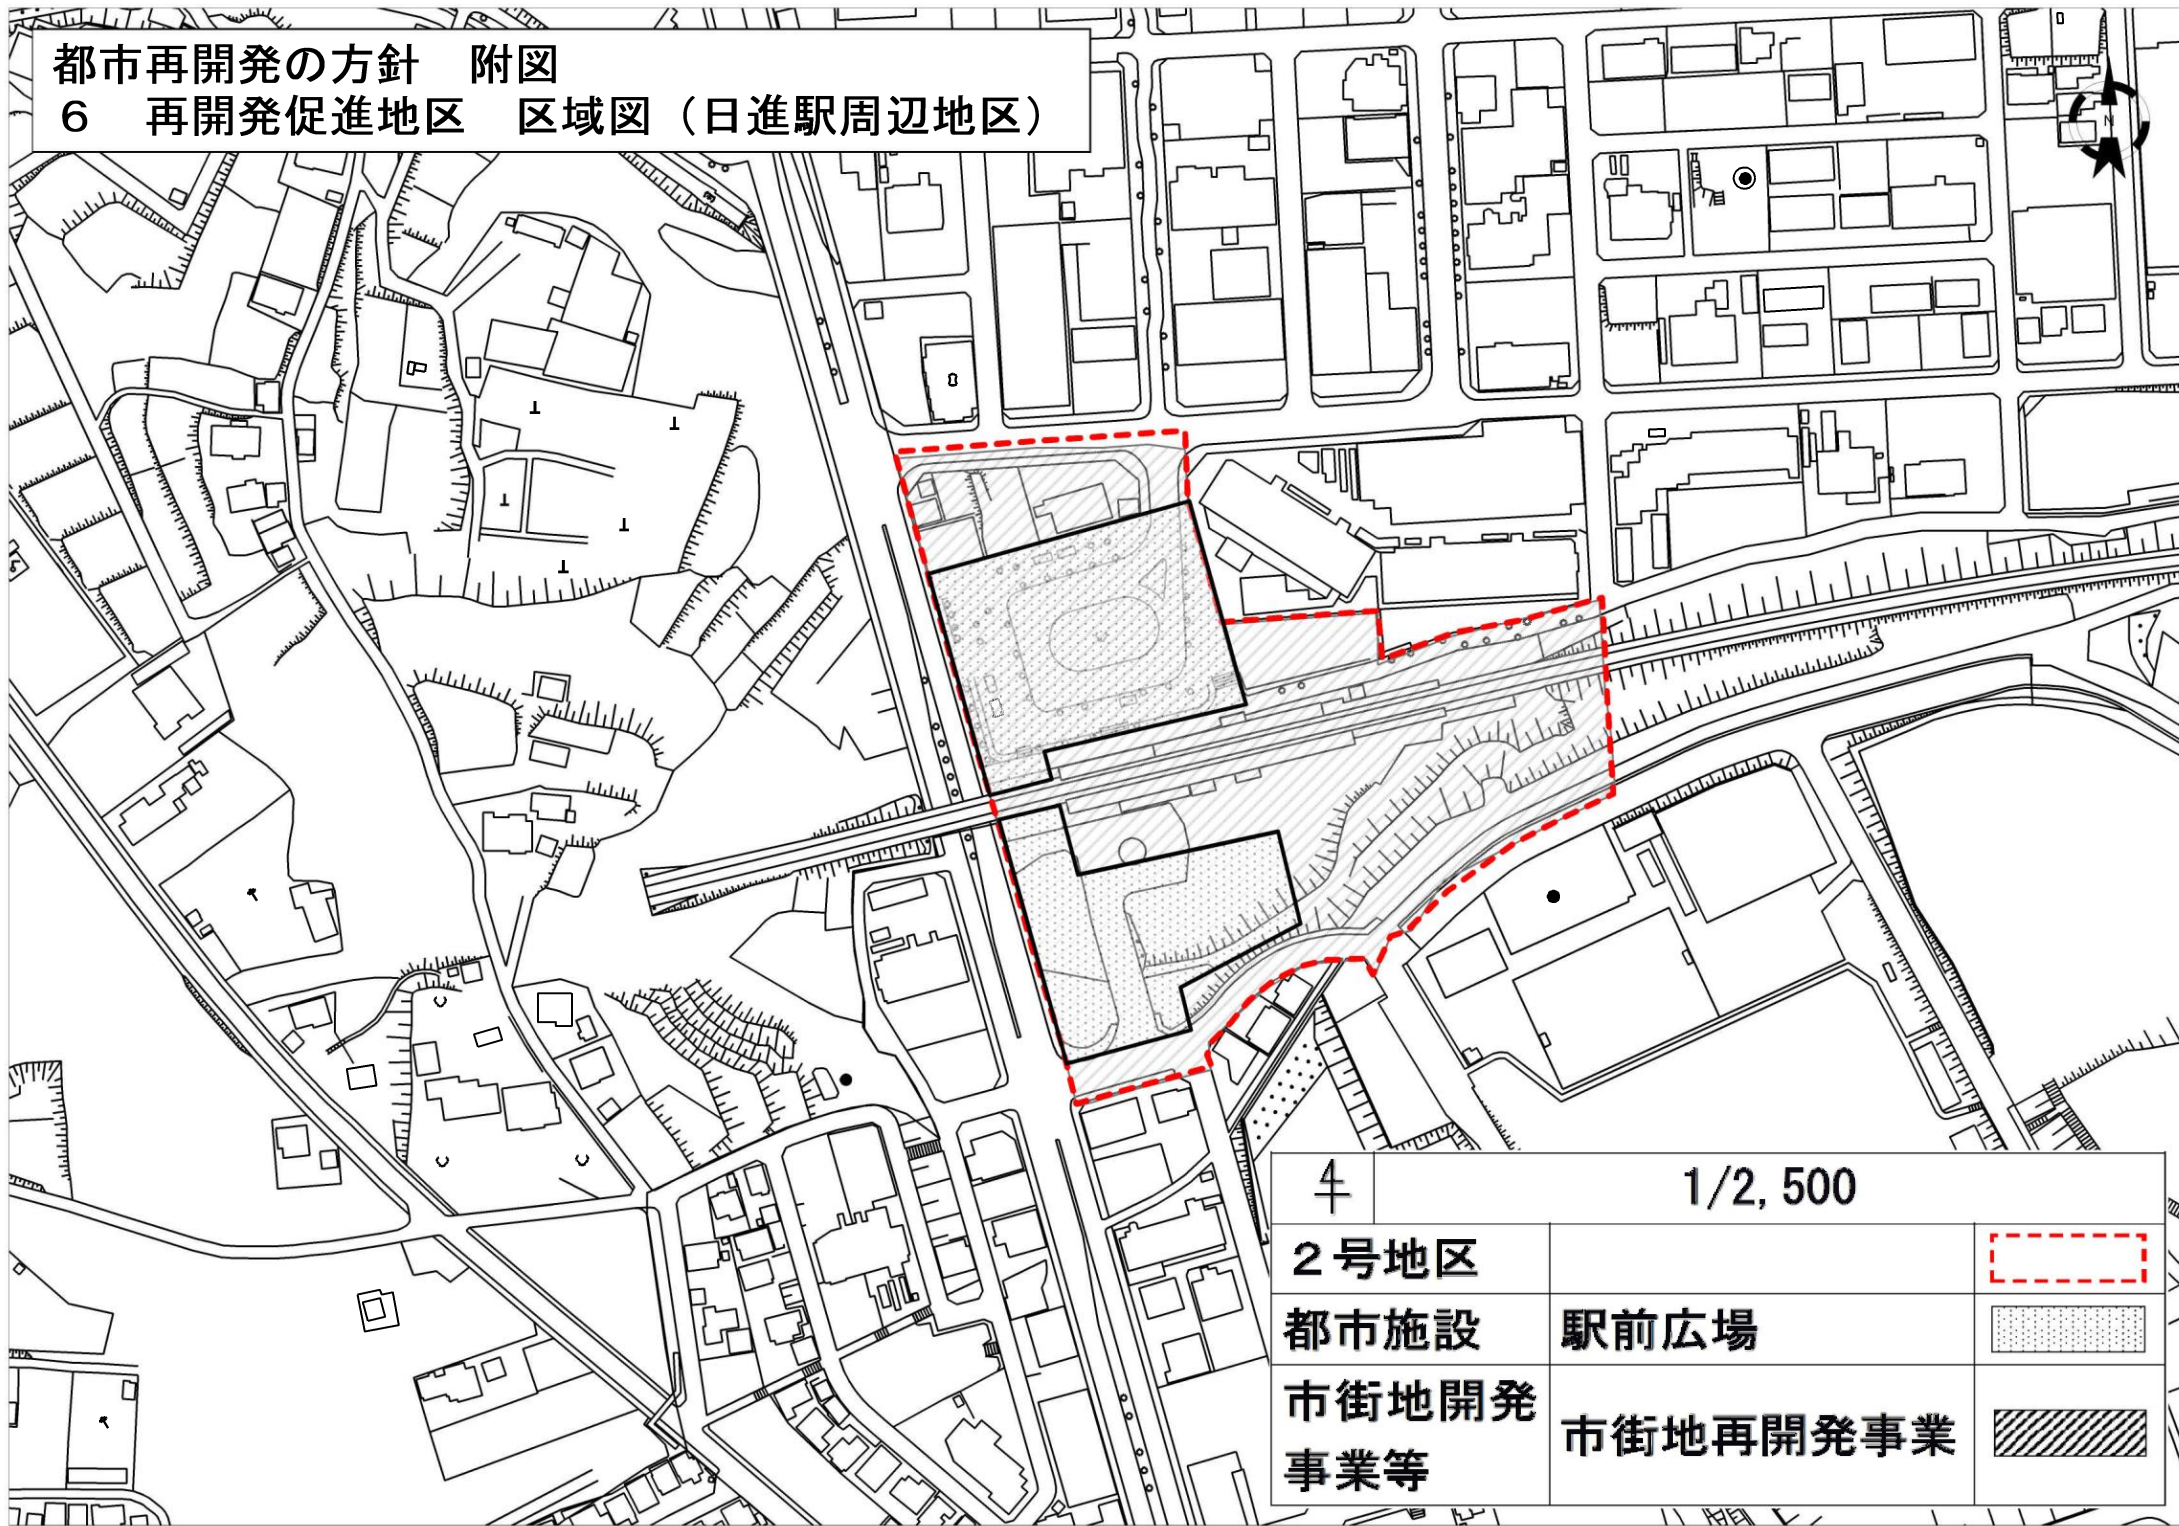 都市再開発の方針　附図
６　再開発促進地区　区域図（日進駅周辺地区）
N
1/2,500
２号地区
都市施設
駅前広場
市街地開発
事業等
市街地再開発事業